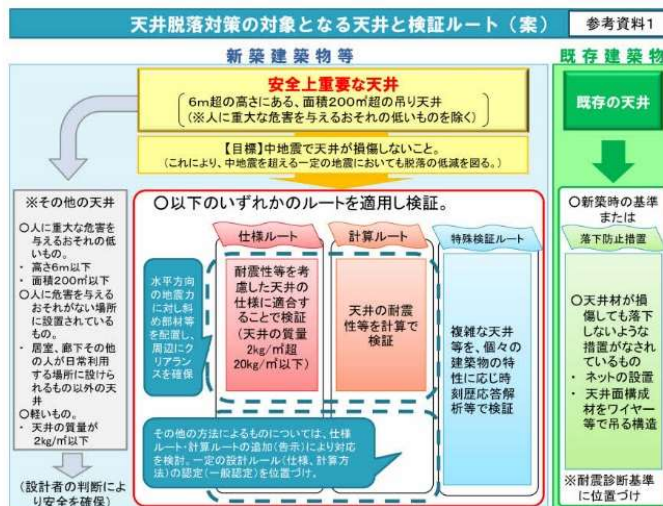 天井脱落対策の対象となる天井と検証ルート（案）
参考資料1
新築建築物等
既存建築物
安全上重要な天井
6m超の高さにある、面積200㎡超の吊り天井
（※人に重大な危害を与えるおそれの低いものを除く）
【目標】中地震で天井が損傷しないこと。
（これにより、中地震を超える一定の地震においても脱落の低減を図る。）
※その他の天井
〇人に重大な危害
を与えるおそれの低
いもの。
・ 高さ6m以下
・ 面積200㎡以下
〇人に危害を与える
おそれがない場所
に設置されているも
の。
・ 居室、廊下その他
の人が日常利用
する場所に設けら
れるもの以外の天
井
〇軽いもの。
・ 天井の質量が
2kg/㎡以下
（設計者の判断によ
り安全を確保）
〇以下のいずれかのルートを適用し検証。
水平方向
の地震力
に対し斜
め部材等
を配置し、
周辺にク
リアラン
スを確保
仕様ルート
耐震性等を考
慮した天井の
仕様に適合す
ることで検証
（天井の質量
2kg/㎡超
20kg/㎡以下）
計算ルート
天井の耐震
性等を計算で
検証
特殊検証ルート
複雑な天井
等を、個々の
建築物の特
性に応じ時
刻歴応答解
析等で検証
その他の方法によるものについては、仕様
ルート・計算ルートの追加（告示）により対応
を検討。一定の設計ルール（仕様、計算方
法）の認定（一般認定）を位置づけ。
既存の天井
〇新築時の基準
または
落下防止措置
〇天井材が損
傷しても落下
しないような
措置がなされ
ているもの
・ ネットの設置
・ 天井面構成
材をワイヤー
等で吊る構造
※耐震診断基準
に位置づけ